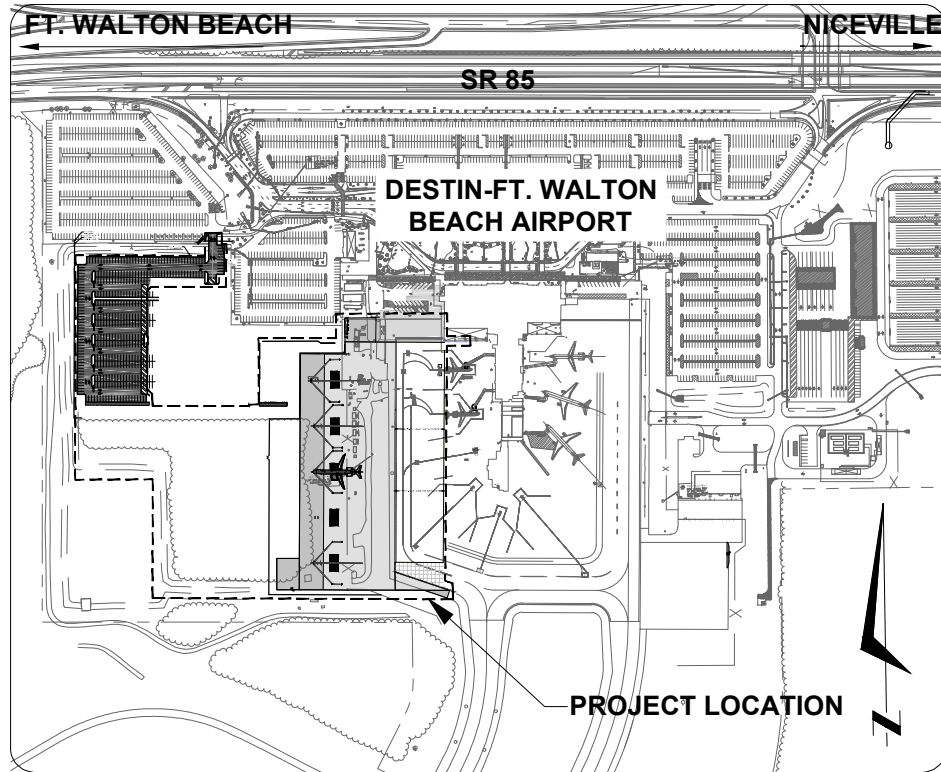 FT. WALTON BEACH
NICEVILLE
SR 85
DESTIN-FT. WALTON
BEACH AIRPORT
PROJECT LOCATION
N